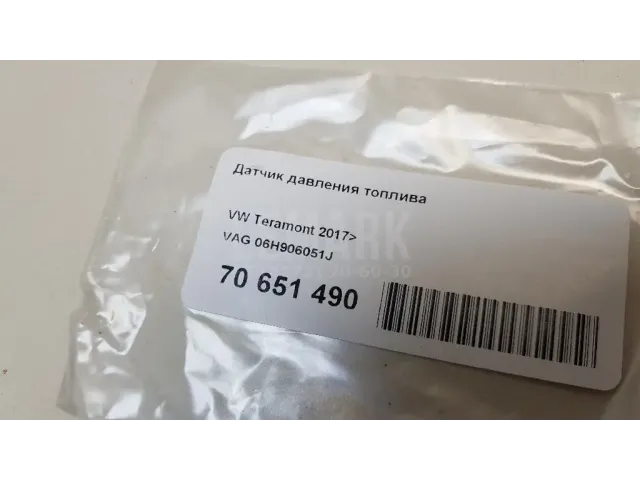 Датчик давления топлива
VW Teramont 2017>
VAG 06H906051J
70 651 490